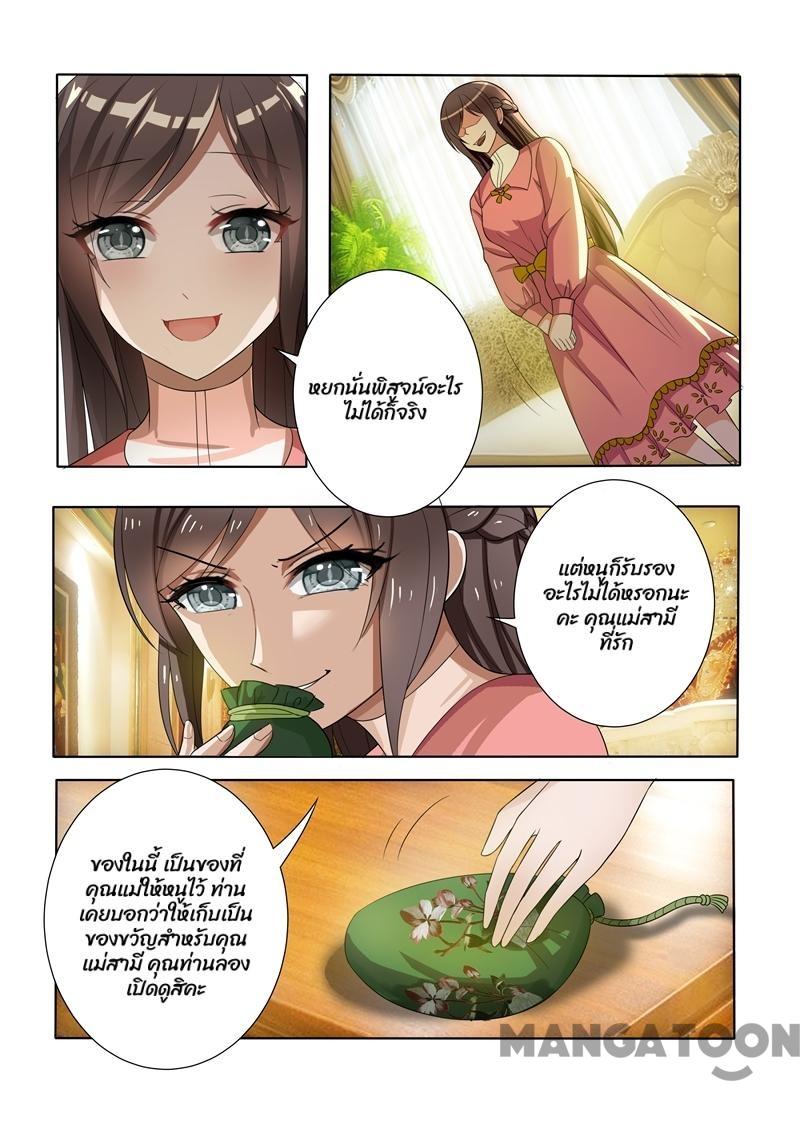 หยกนั่นพิสูจน์อะไร
ไม่ได้ก็จริง
แต่หนูก็รับรอง
อะไรไม่ได้หรอกนะ
คะ คุณแม่สามี
ที่รัก
ของในนี้ เป็นของที่
คุณแม่ให้หนูไว้ ท่าน
เคยบอกว่าให้เก็บเป็น
ของขวัญสำหรับคุณ
แม่สามี คุณท่านลอง
เปิดดูสิคะ
MANGATOON